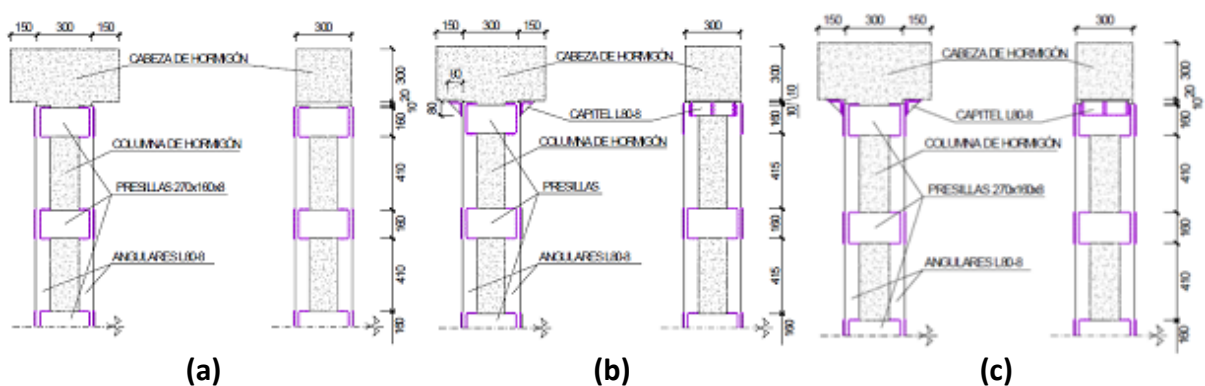 150 300 150
300
CABEZA DE HORMIGÓN
300
20
10
160
COLUMNA DE HORMIGÓN
410
PRESILLAS 270x160x8
160
ANGULARES L80-8
410
160
(a)
150 300 150
300
CABEZA DE HORMIGÓN
80
80
300
10
10
CAPITEL L80-8
160
COLUMNA DE HORMIGÓN
415
PRESILLAS
160
ANGULARES L80-8
415
160
(b)
150 300 150
300
CABEZA DE HORMIGÓN
300
20
10
CAPITEL L80-8
160
COLUMNA DE HORMIGÓN
410
PRESILLAS 270x160x8
160
ANGULARES L80-8
410
160
(c)